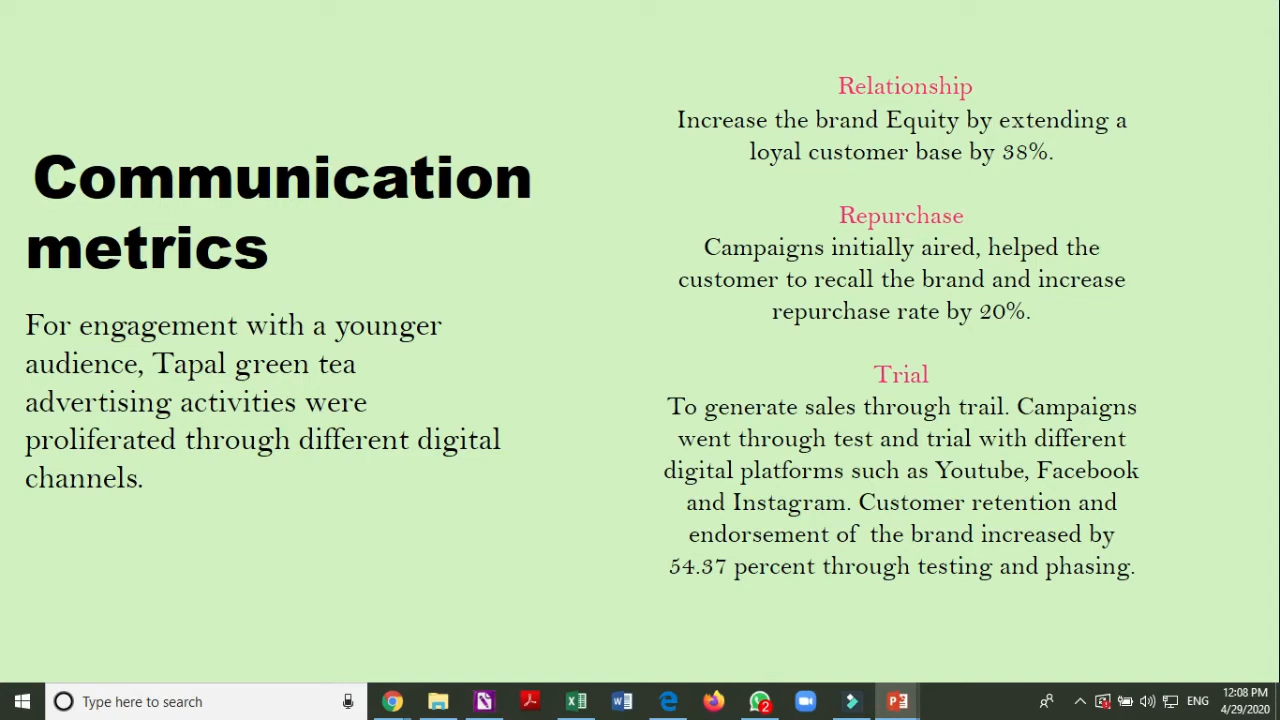 Communication
metrics
For engagement with a younger
audience, Tapal green tea
advertising activities were
proliferated through different digital
channels.
Relationship
Increase the brand Equity by extending a
loyal customer base by 38%.
Repurchase
Campaigns initially aired, helped the
customer to recall the brand and increase
repurchase rate by 20%.
Trial
To generate sales through trail. Campaigns
went through test and trial with different
digital platforms such as Youtube, Facebook
and Instagram. Customer retention and
endorsement of the brand increased by
54.37 percent through testing and phasing.
Type here to search
2
ENG
12:08 PM
4/29/2020